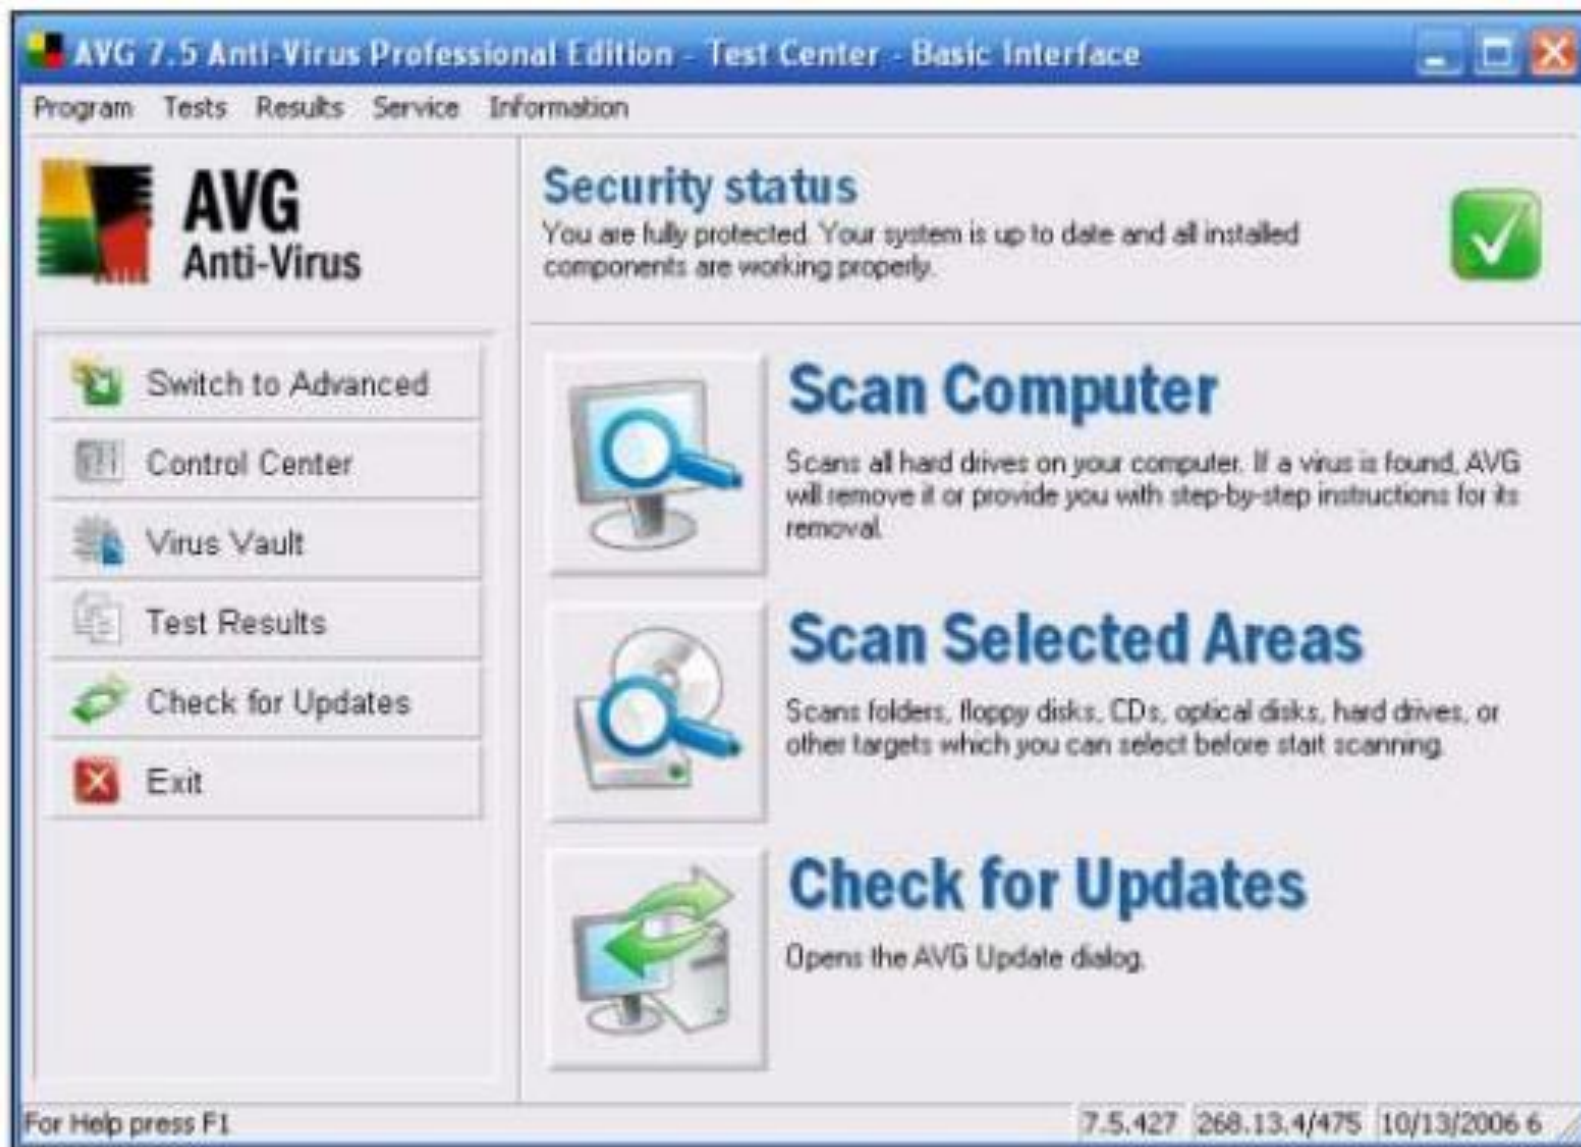 AVG 7.5 Anti-Virus Professional Edition - Test Center - Basic Interface
Program Tests Results Service Information
AVG
Anti-Virus
Switch to Advanced
Control Center
Virus Vault
Test Results
Check for Updates
Exit
Security status
You are fully protected. Your system is up to date and all installed
components are working properly.
Scan Computer
Scans all hard drives on your computer. If a virus is found, AVG
will remove it or provide you with step-by-step instructions for its
removal.
Scan Selected Areas
Scans folders, floppy disks, CDs, optical disks, hard drives, or
other targets which you can select before start scanning.
Check for Updates
Opens the AVG Update dialog.
For Help press F1
7.5.427 268.13.4/475 10/13/2006 6